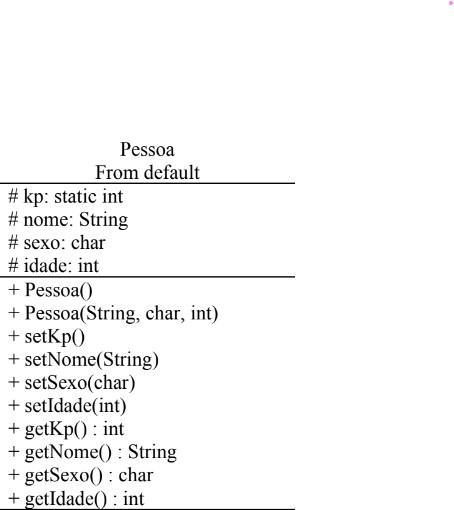 Pessoa
From default
# kp: static int
# nome: String
# sexo: char
# idade: int
+ Pessoa()
+ Pessoa(String, char, int)
+ setKp()
+ setNome(String)
+ setSexo(char)
+ setIdade(int)
+ getKp() : int
+ getNome() : String
+ getSexo() : char
+ getIdade() : int